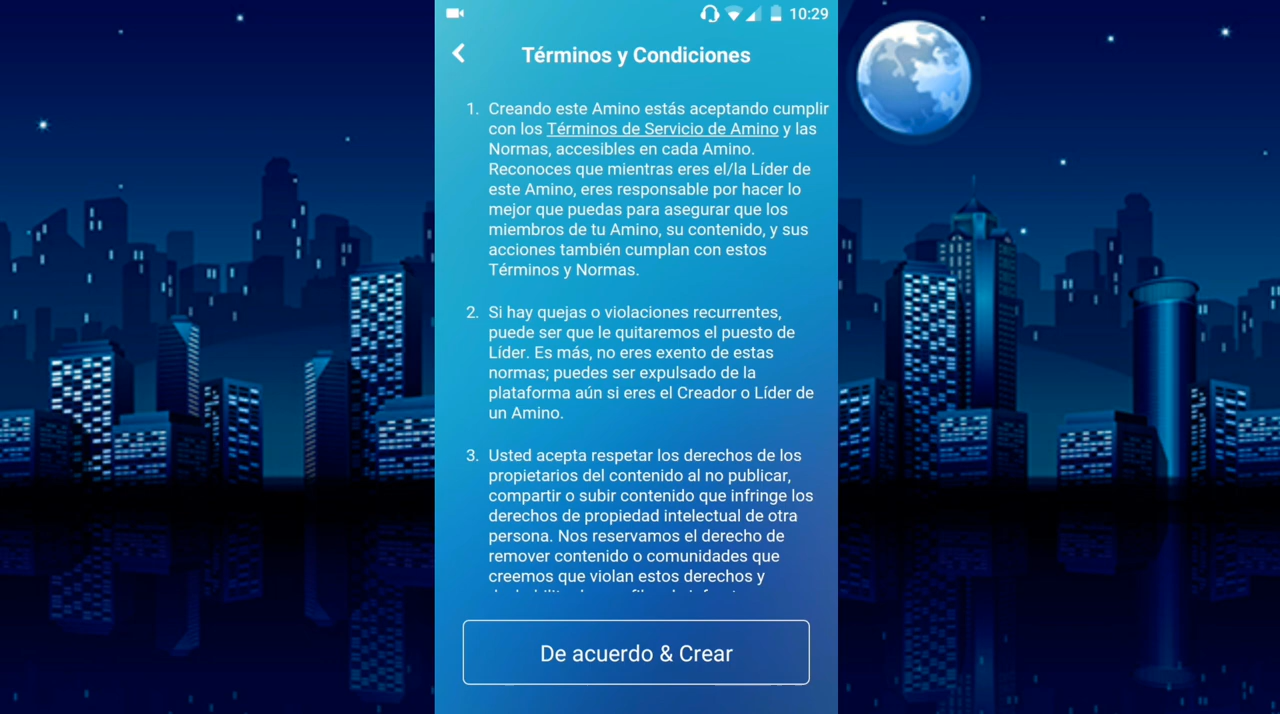 10:29
Términos y Condiciones
1. Creando este Amino estás aceptando cumplir
con los Términos de Servicio de Amino y las
Normas, accesibles en cada Amino.
Reconoces que mientras eres el/la Líder de
este Amino, eres responsable por hacer lo
mejor que puedas para asegurar que los
miembros de tu Amino, su contenido, y sus
acciones también cumplan con estos
Términos y Normas.
2. Si hay quejas o violaciones recurrentes,
puede ser que le quitaremos el puesto de
Líder. Es más, no eres exento de estas
normas; puedes ser expulsado de la
plataforma aún si eres el Creador o Líder de
un Amino.
3. Usted acepta respetar los derechos de los
propietarios del contenido al no publicar,
compartir o subir contenido que infringe los
derechos de propiedad intelectual de otra
persona. Nos reservamos el derecho de
remover contenido o comunidades que
creemos que violan estos derechos y
De acuerdo & Crear